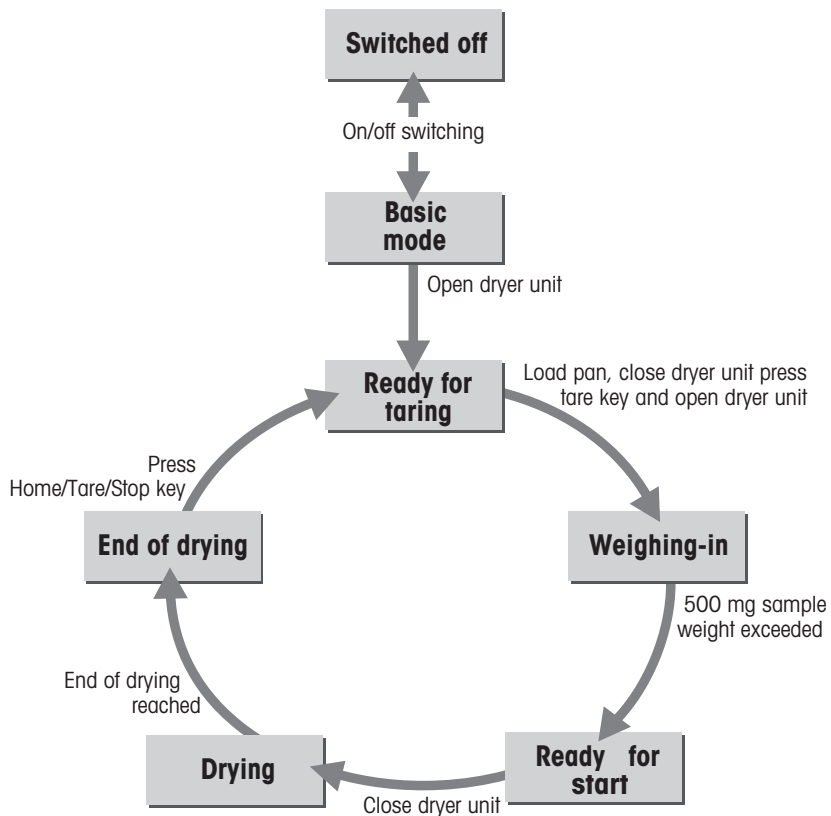 Switched off
On/off switching
Basic
mode
Open dryer unit
Ready for
taring
Load pan, close dryer unit press
tare key and open dryer unit
Press
Home/Tare/Stop key
End of drying
Weighing-in
500 mg sample
weight exceeded
End of drying
reached
Drying
Ready for
start
Close dryer unit